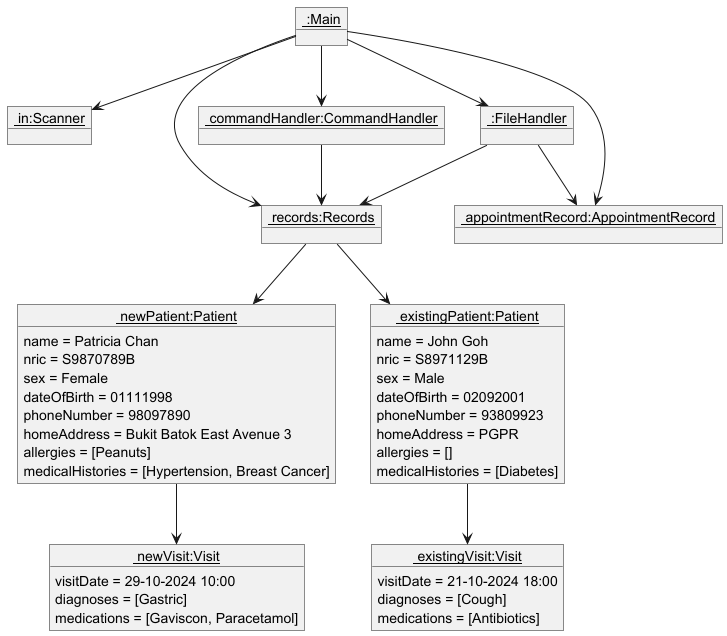 :Main
in:Scanner
commandHandler:CommandHandler
:FileHandler
records:Records
appointmentRecord:AppointmentRecord
newPatient:Patient
name = Patricia Chan
nric = S9870789B
sex = Female
dateOfBirth = 01111998
phoneNumber = 98097890
homeAddress = Bukit Batok East Avenue 3
allergies = [Peanuts]
medicalHistories = [Hypertension, Breast Cancer]
existingPatient:Patient
name = John Goh
nric = S8971129B
sex = Male
dateOfBirth = 02092001
phoneNumber = 93809923
homeAddress = PGPR
allergies = []
medicalHistories = [Diabetes]
newVisit:Visit
visitDate = 29-10-2024 10:00
diagnoses = [Gastric]
medications = [Gaviscon, Paracetamol]
existingVisit:Visit
visitDate = 21-10-2024 18:00
diagnoses = [Cough]
medications = [Antibiotics]